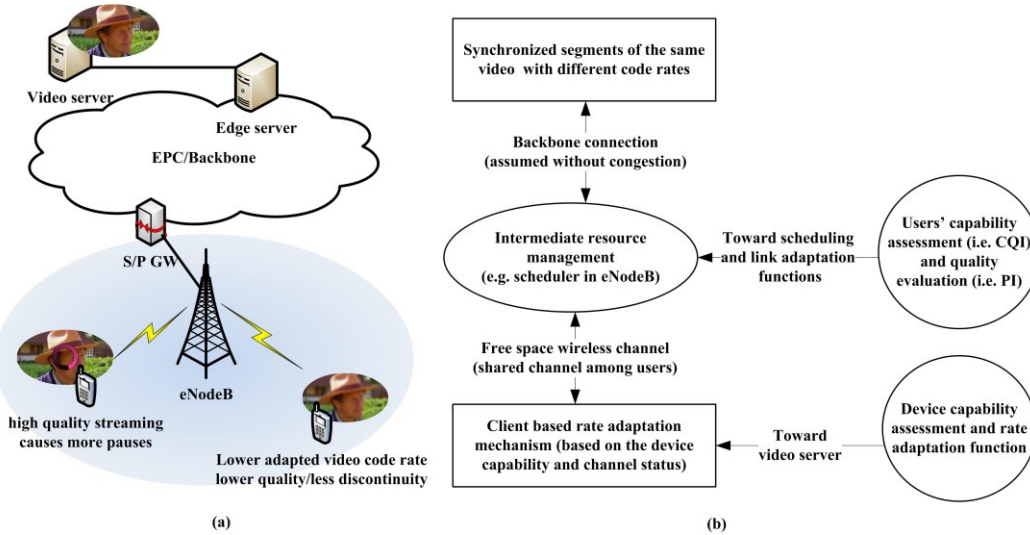 Video server
Edge server
EPC/Backbone
S/P GW
eNodeB
high quality streaming
causes more pauses
Lower adapted video code rate
lower quality/less discontinuity
(a)
Synchronized segments of the same
video with different code rates
Backbone connection
(assumed without congestion)
Intermediate resource
management
(e.g. scheduler in eNodeB)
Toward scheduling
and link adaptation
functions
Users' capability
assessment (i.e. CQI)
and quality
evaluation (i.e. PI)
Free space wireless channel
(shared channel among users)
Client based rate adaptation
mechanism (based on the device
capability and channel status)
Toward
video server
Device capability
assessment and rate
adaptation function
(b)